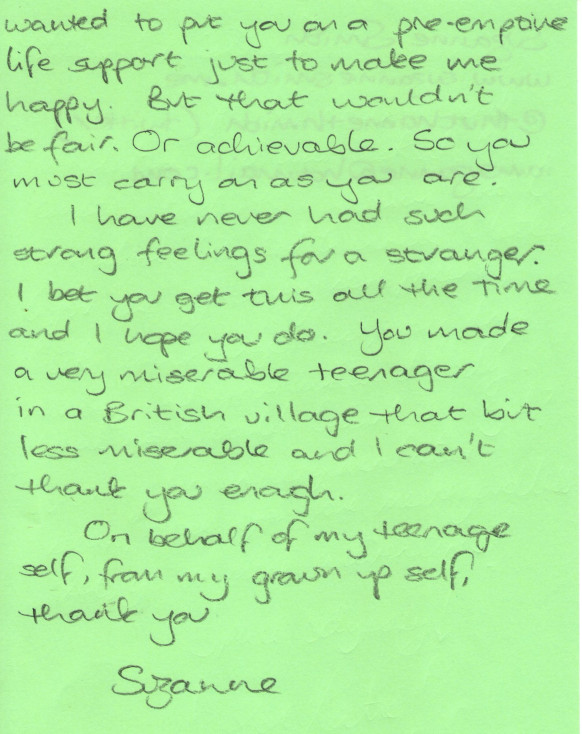 wanted to put you on a pre-emptive
life support just to make me
happy. But that wouldn't
be fair. Or achievable. So you
must carry on as you are.
I have never had such
strong feelings for a stranger.
I bet you get this all the time
and I hope you do. You made
a very miserable teenager
in a British village that bit
less miserable and I can't
thank you enough.
On behalf of my teenage
self, from my grown up self,
thank you
Suzanne